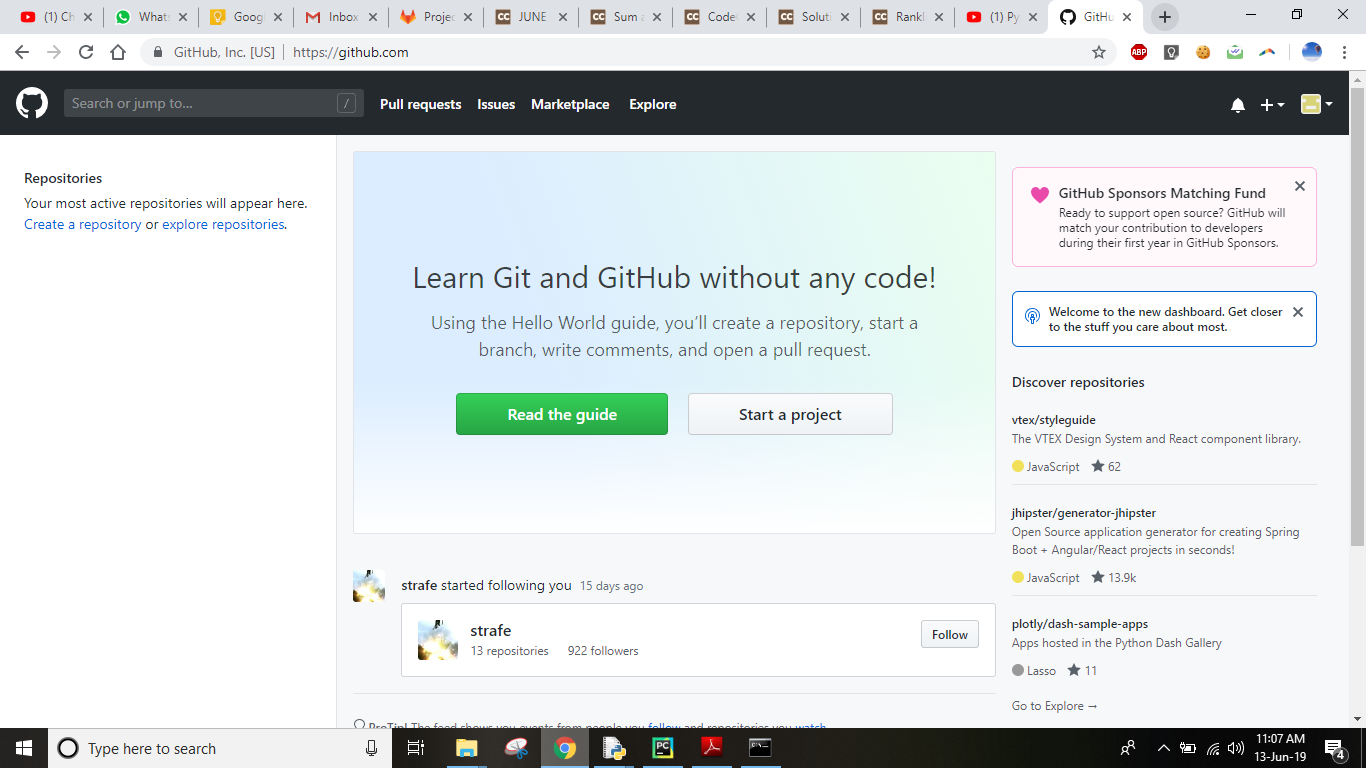 (1) Ch
Whats
Goog
Inbox
Projec
JUNE
Sum a
Code
Soluti
Rankl
(1) Py
GitHu
GitHub, Inc. [US] | https://github.com
ABP
Search or jump to... /
Pull requests Issues Marketplace Explore
Repositories
Your most active repositories will appear here.
Create a repository or explore repositories.
Learn Git and GitHub without any code!
Using the Hello World guide, you’ll create a repository, start a
branch, write comments, and open a pull request.
Read the guide
Start a project
strafe started following you 15 days ago
strafe
13 repositories 922 followers
Follow
ProTip! The feed shows you events from people you follow and repositories you watch.
GitHub Sponsors Matching Fund
Ready to support open source? GitHub will
match your contribution to developers
during their first year in GitHub Sponsors.
Welcome to the new dashboard. Get closer
to the stuff you care about most.
Discover repositories
vtex/styleguide
The VTEX Design System and React component library.
JavaScript 62
jhipster/generator-jhipster
Open Source application generator for creating Spring
Boot + Angular/React projects in seconds!
JavaScript 13.9k
plotly/dash-sample-apps
Apps hosted in the Python Dash Gallery
Lasso 11
Go to Explore →
Type here to search
PC
11:07 AM
13-Jun-19
4